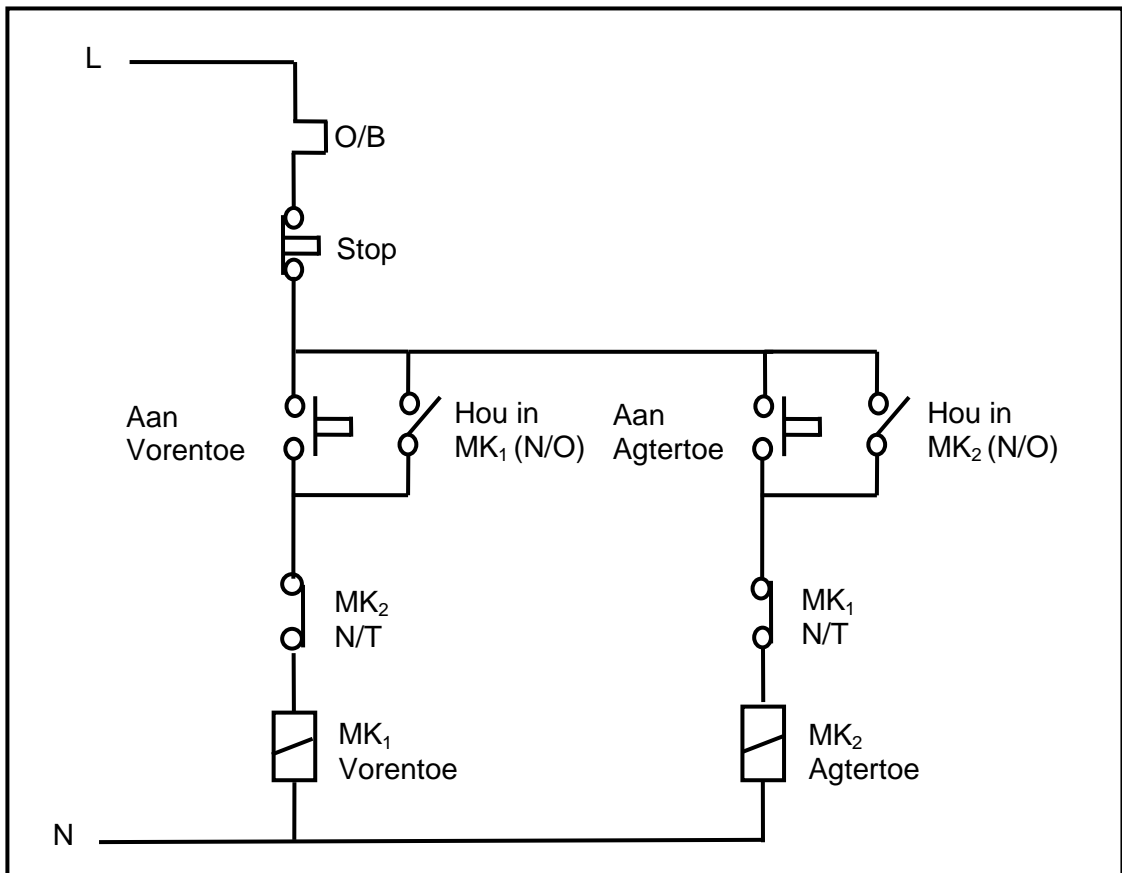 L
O/B
Stop
Aan
Vorentoe
Hou in
MK₁ (N/O)
Aan
Agtertoe
Hou in
MK₂ (N/O)
MK₂
N/T
MK₁
N/T
MK₁
Vorentoe
MK₂
Agtertoe
N